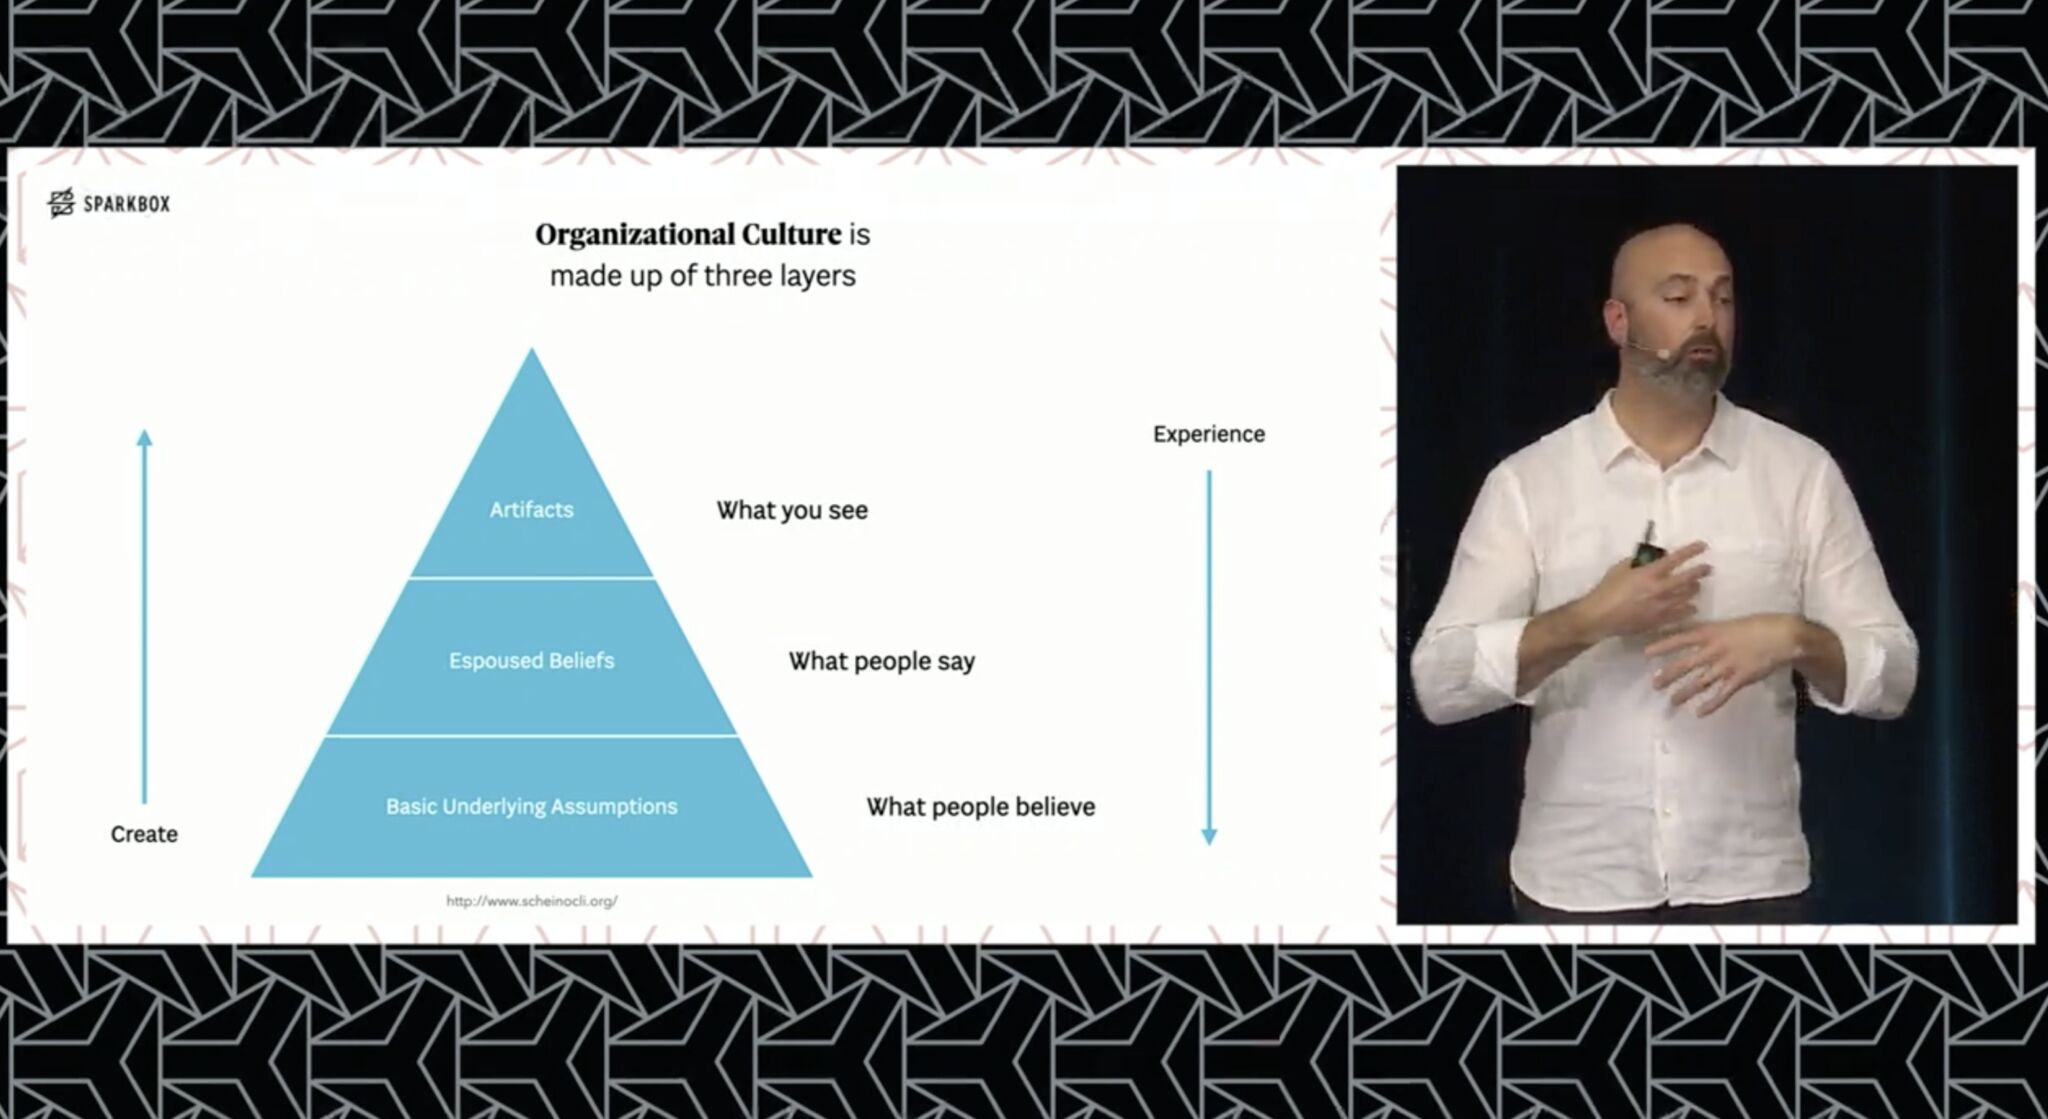 SPARKBOX
Organizational Culture is
made up of three layers
Experience
Artifacts
What you see
Espoused Beliefs
What people say
Basic Underlying Assumptions
What people believe
Create
http://www.scheinocli.org/